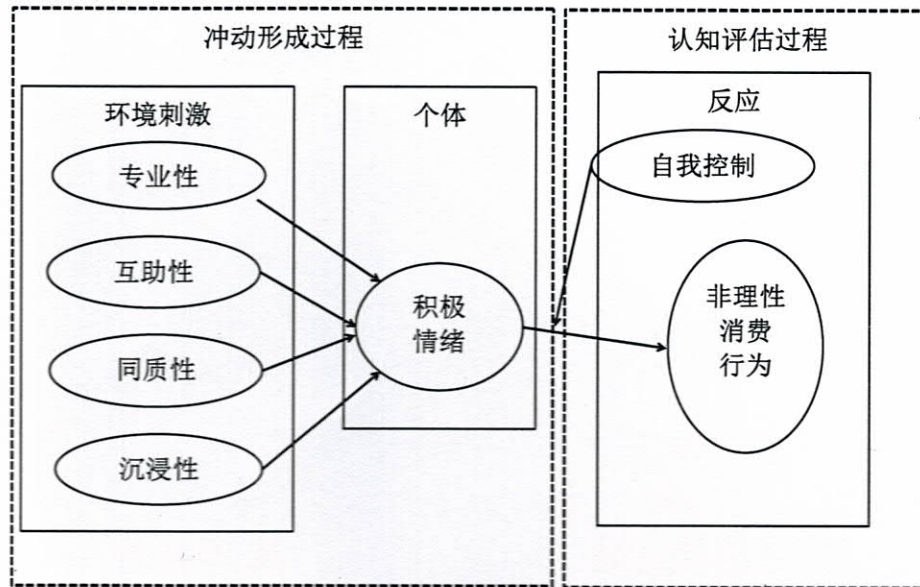 冲动形成过程
认知评估过程
环境刺激
专业性
互助性
同质性
沉浸性
个体
积极
情绪
反应
自我控制
非理性
消费
行为